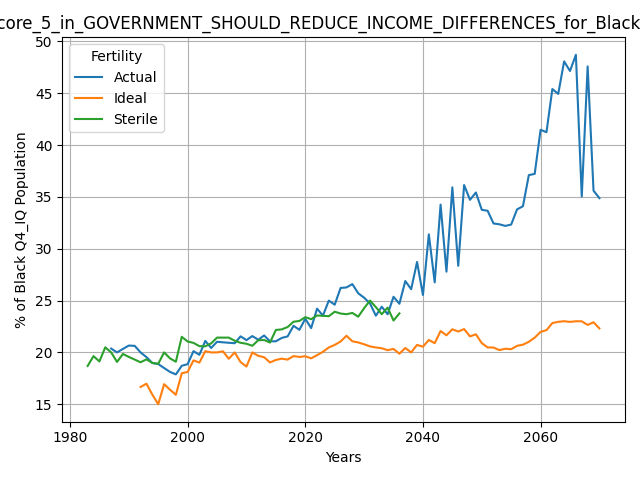 core_5_in_GOVERNMENT_SHOULD_REDUCE_INCOME_DIFFERENCES_for_Black
Fertility
Actual
Ideal
Sterile
% of Black Q4_IQ Population
50
45
40
35
30
25
20
15
1980
2000
2020
2040
2060
Years